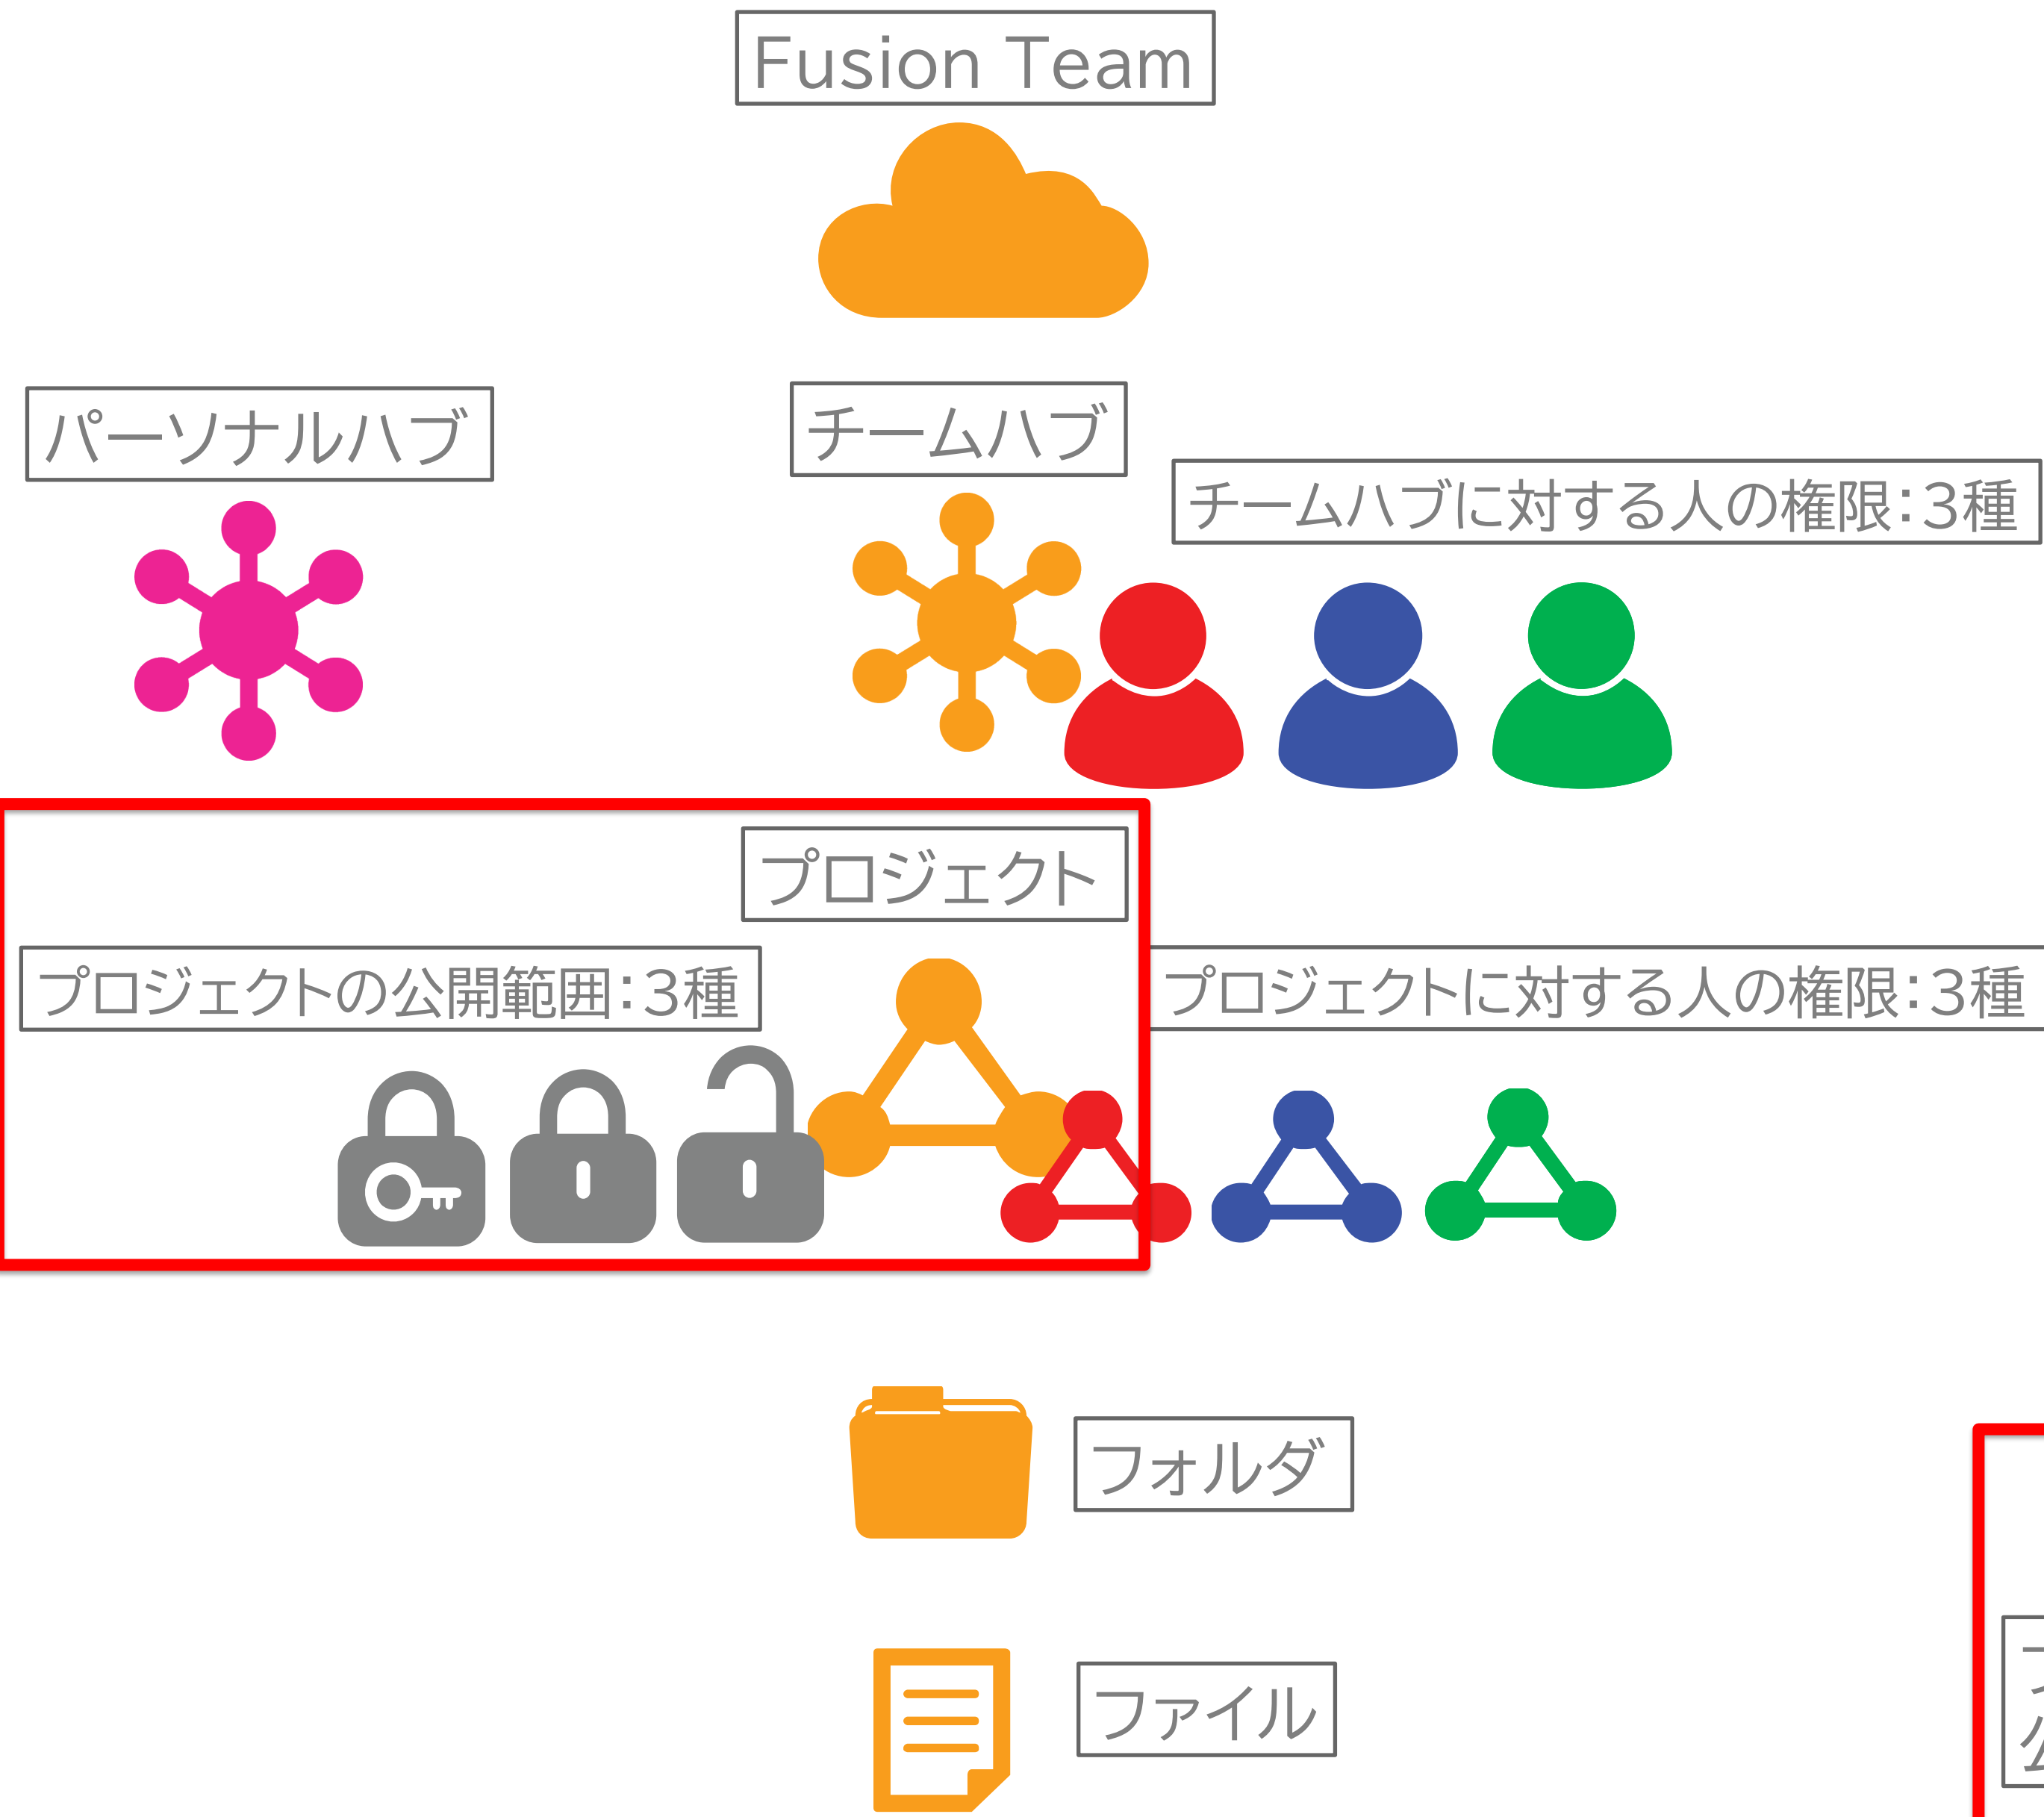 Fusion Team
パーソナルハブ
チームハブ
チームハブに対する人の権限:3種
プロジェクト
プロジェクトの公開範囲:3種
プロジェクトに対する人の権限:3種
フォルダ
ファイル